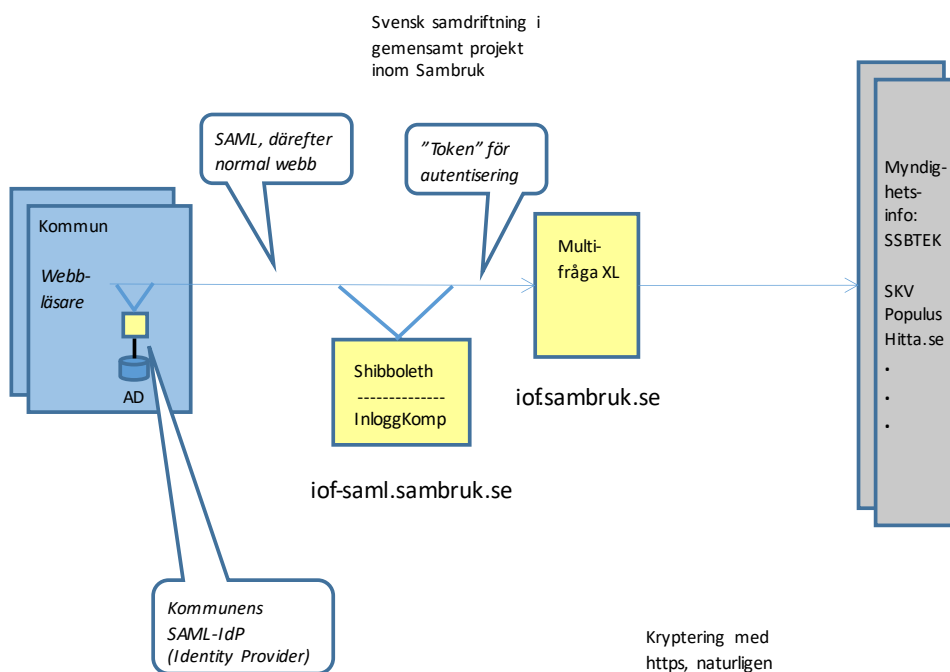 Svensk samdriftning i
gemensamt projekt
inom Sambruk
SAML, därefter
normal webb
”Token” för
autentisering
Kommun
Webb-
läsare
AD
Multi-
fråga XL
Myndig-
hets-
info:
SSBTEK
SKV
Populus
Hitta.se
.
.
.
Shibboleth
--------------
InloggKomp
iof.sambruk.se
iof-saml.sambruk.se
Kommunens
SAML-IdP
(Identity Provider)
Kryptering med
https, naturligen